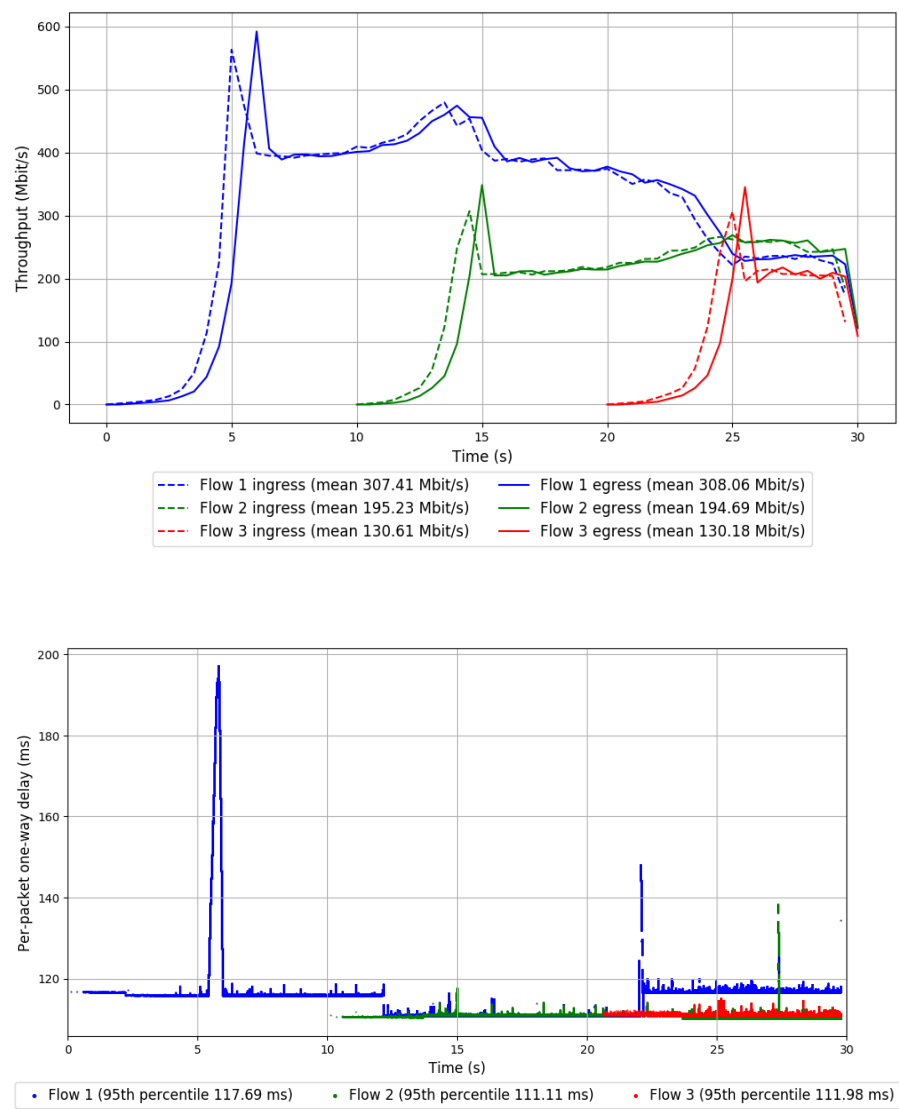 600
500
400
300
200
100
0
Throughput (Mbit/s)
0 5 10 15 20 25 30
Time (s)
Flow 1 ingress (mean 307.41 Mbit/s) Flow 1 egress (mean 308.06 Mbit/s)
Flow 2 ingress (mean 195.23 Mbit/s) Flow 2 egress (mean 194.69 Mbit/s)
Flow 3 ingress (mean 130.61 Mbit/s) Flow 3 egress (mean 130.18 Mbit/s)
200
180
160
140
120
Per-packet one-way delay (ms)
0 5 10 15 20 25 30
Time (s)
Flow 1 (95th percentile 117.69 ms) Flow 2 (95th percentile 111.11 ms) Flow 3 (95th percentile 111.98 ms)